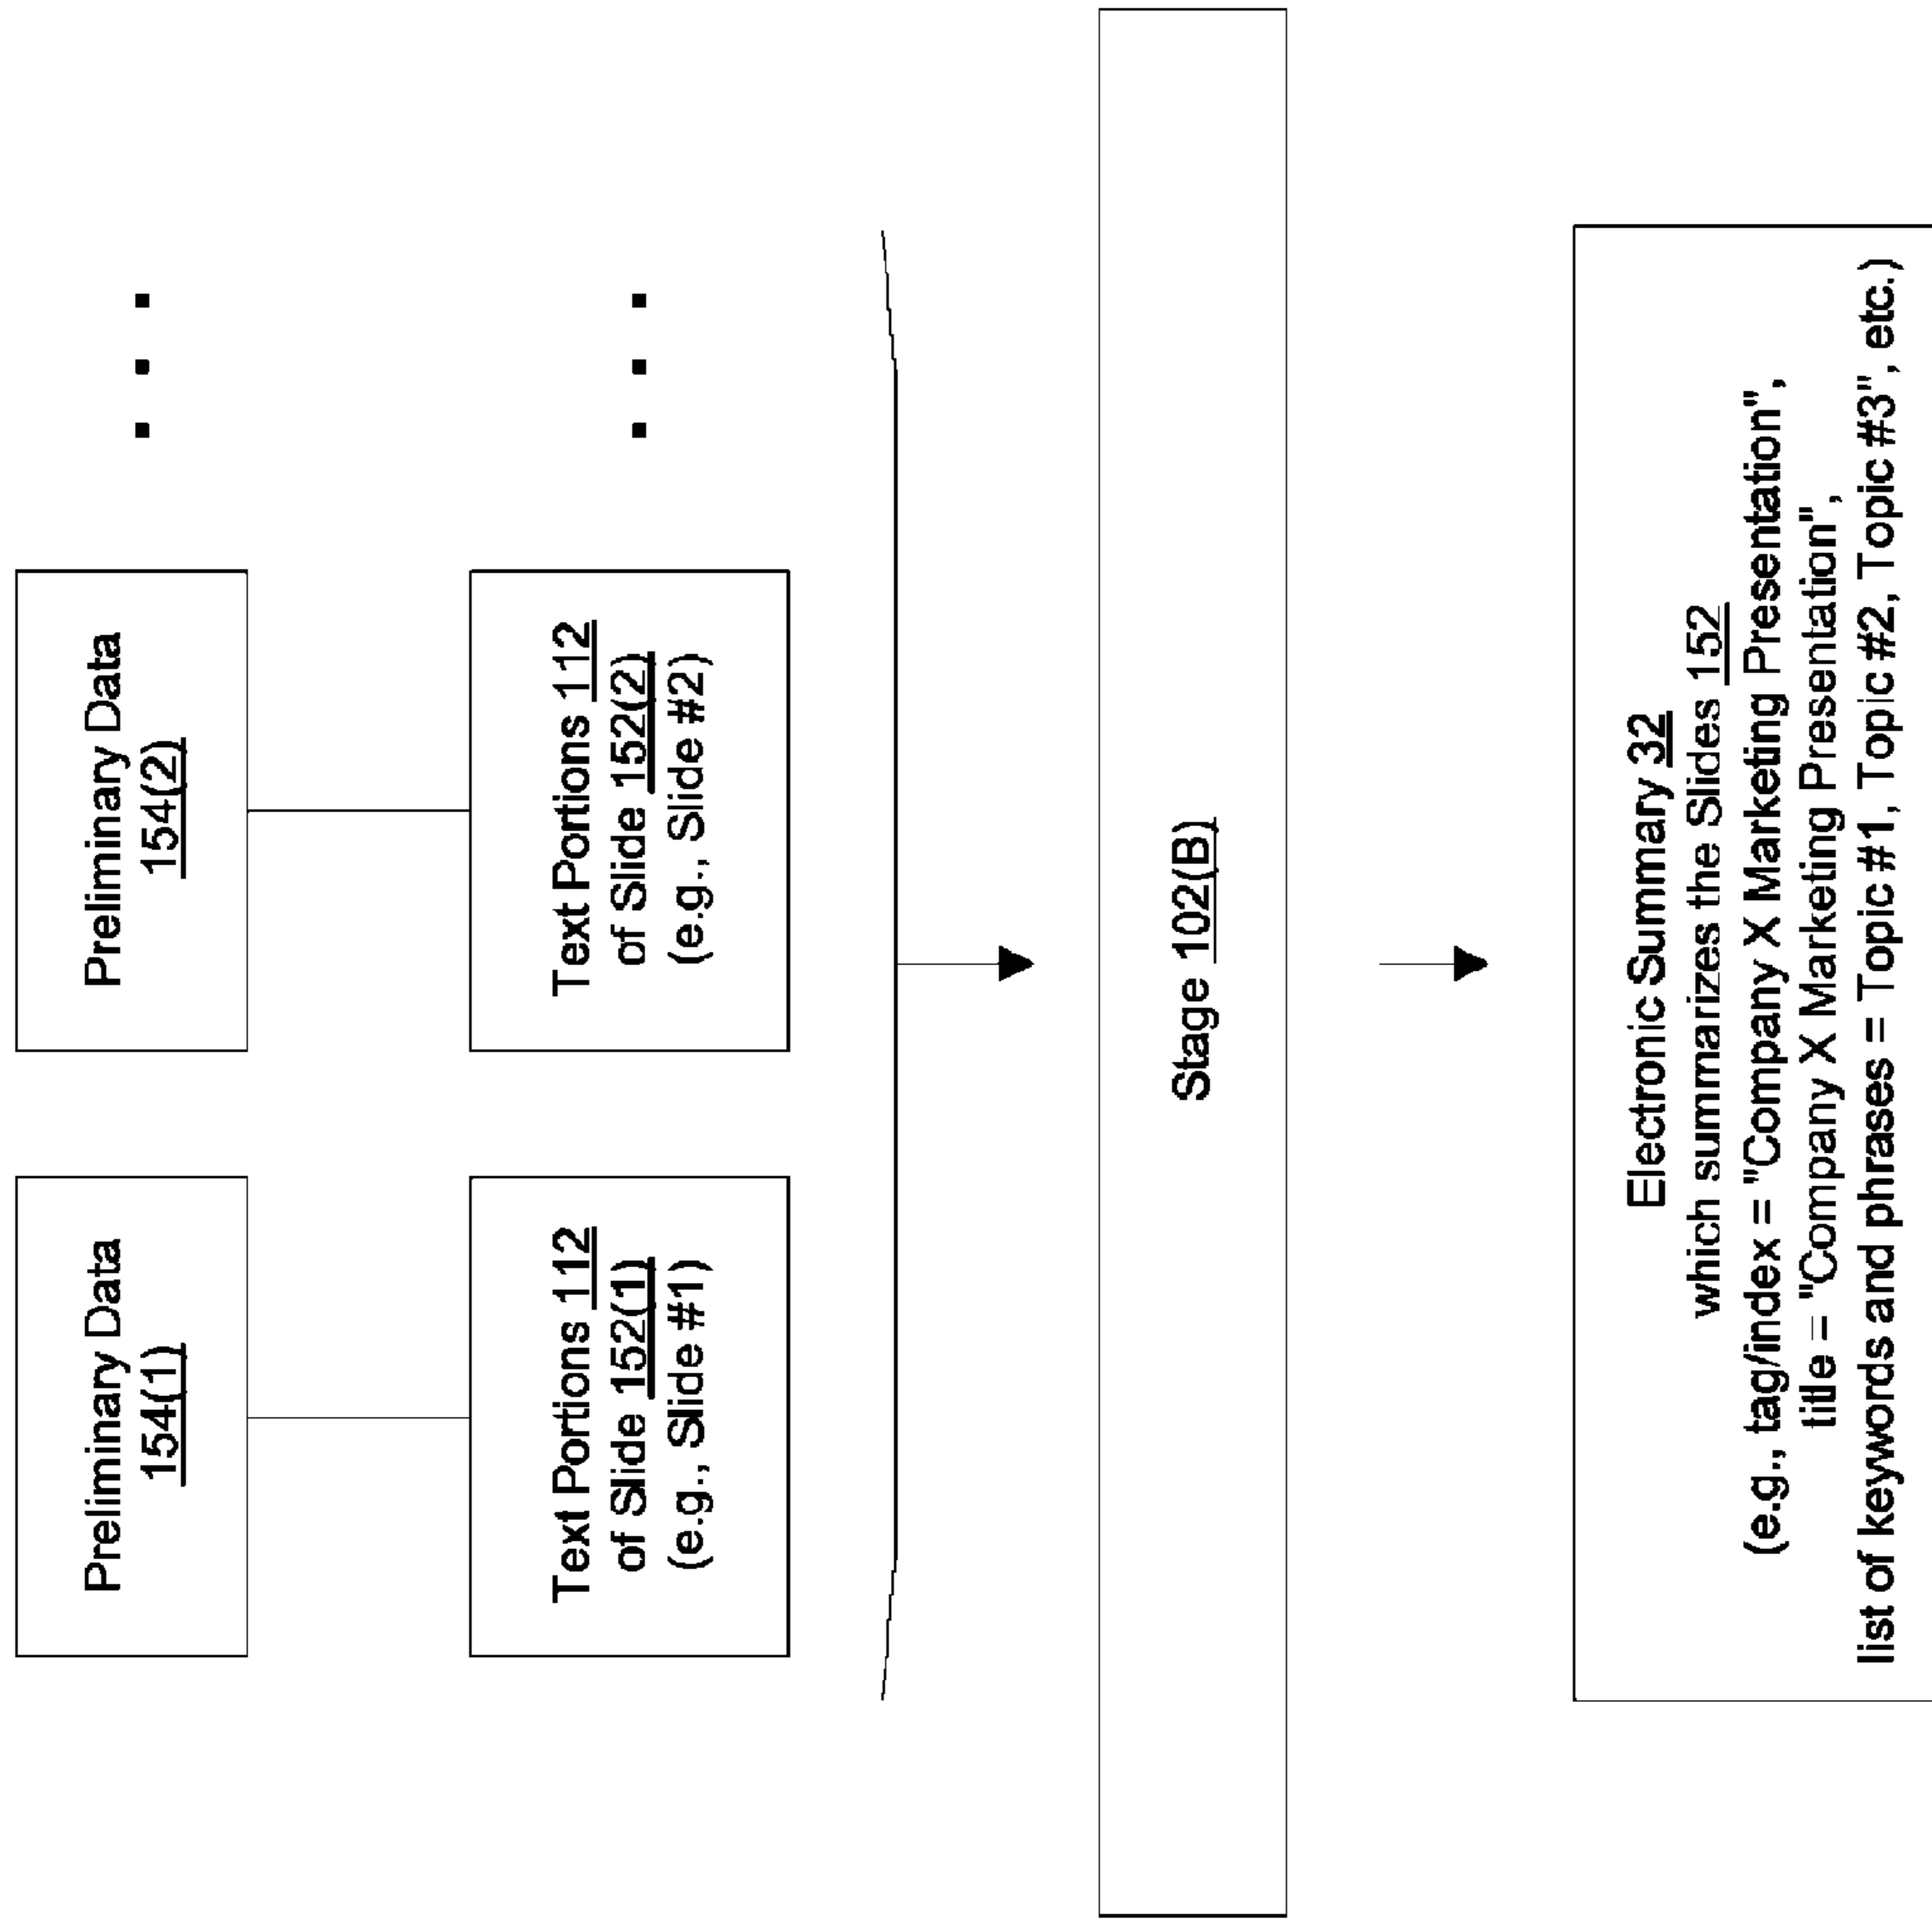 Preliminary Data
154(1)
Preliminary Data
154(2)
Text Portions 112
of Slide 152(1)
(e.g., Slide #1)
Text Portions 112
of Slide 152(2)
(e.g., Slide #2)
Stage 102(B)
Electronic Summary 32
which summarizes the Slides 152
(e.g., tag/index = "Company X Marketing Presentation",
title = "Company X Marketing Presentation",
list of keywords and phrases = Topic #1, Topic #2, Topic #3", etc.)